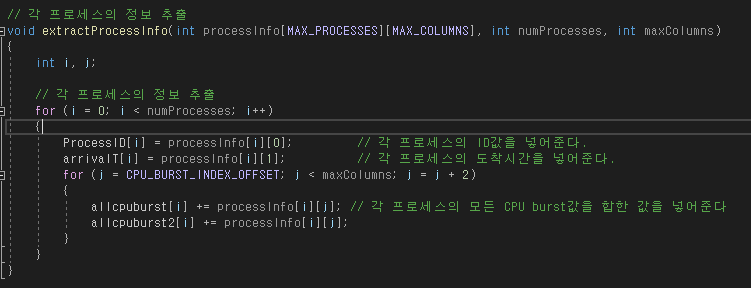 // 각 프로세스의 정보 추출
void extractProcessInfo(int processInfo[MAX_PROCESSES][MAX_COLUMNS], int numProcesses, int maxColumns)
{
int i, j;
// 각 프로세스의 정보 추출
for (i = 0; i < numProcesses; i++)
{
ProcessID[i] = processInfo[i][0]; // 각 프로세스의 ID값을 넣어준다.
arrivalT[i] = processInfo[i][1]; // 각 프로세스의 도착시간을 넣어준다.
for (j = CPU_BURST_INDEX_OFFSET; j < maxColumns; j = j + 2)
{
allcpuburst[i] += processInfo[i][j]; // 각 프로세스의 모든 CPU burst값을 합한 값을 넣어준다
allcpuburst2[i] += processInfo[i][j];
}
}
}